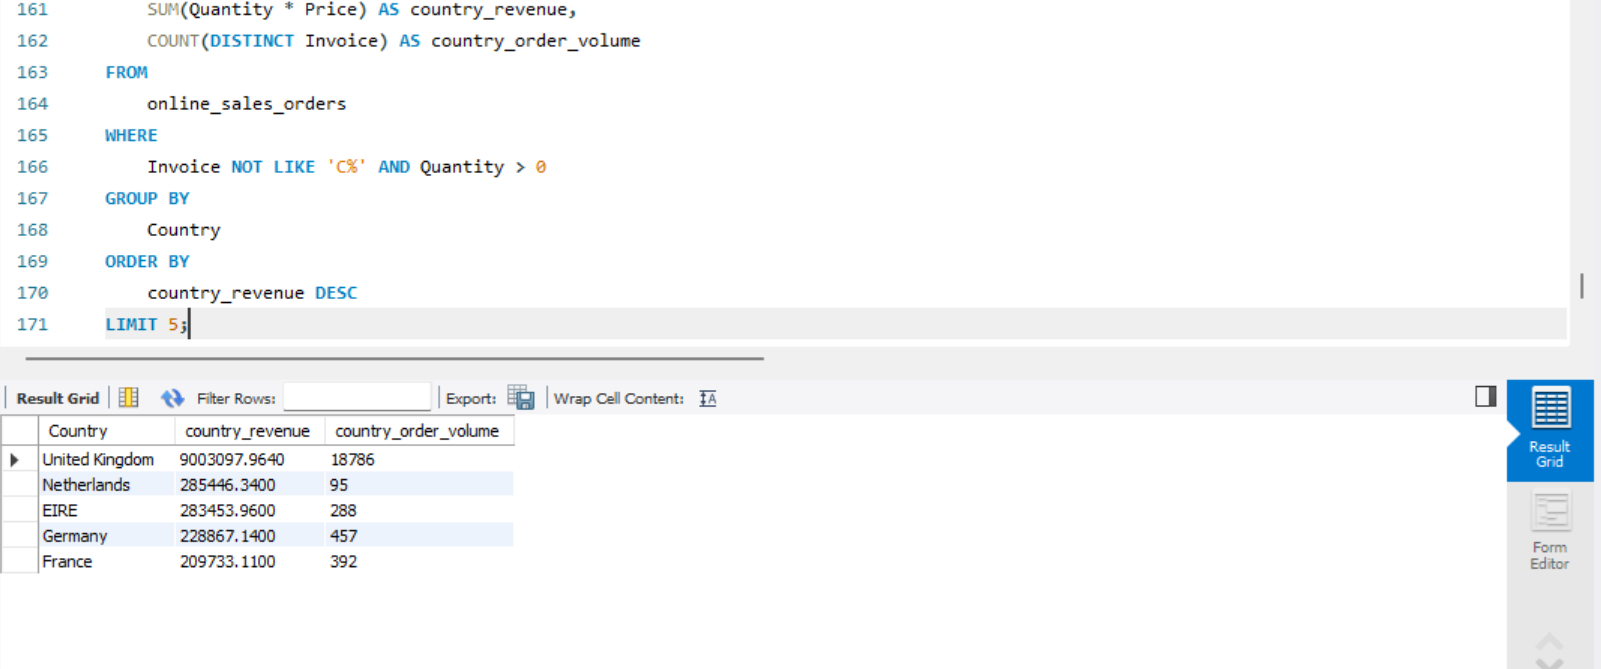 161 SUM(Quantity * Price) AS country_revenue,
162 COUNT(DISTINCT Invoice) AS country_order_volume
163 FROM
164 online_sales_orders
165 WHERE
166 Invoice NOT LIKE 'C%' AND Quantity > 0
167 GROUP BY
168 Country
169 ORDER BY
170 country_revenue DESC
171 LIMIT 5;
Result Grid Filter Rows: Export: Wrap Cell Content:
Country country_revenue country_order_volume
United Kingdom 9003097.9640 18786
Netherlands 285446.3400 95
EIRE 283453.9600 288
Germany 228867.1400 457
France 209733.1100 392
Result
Grid
Form
Editor